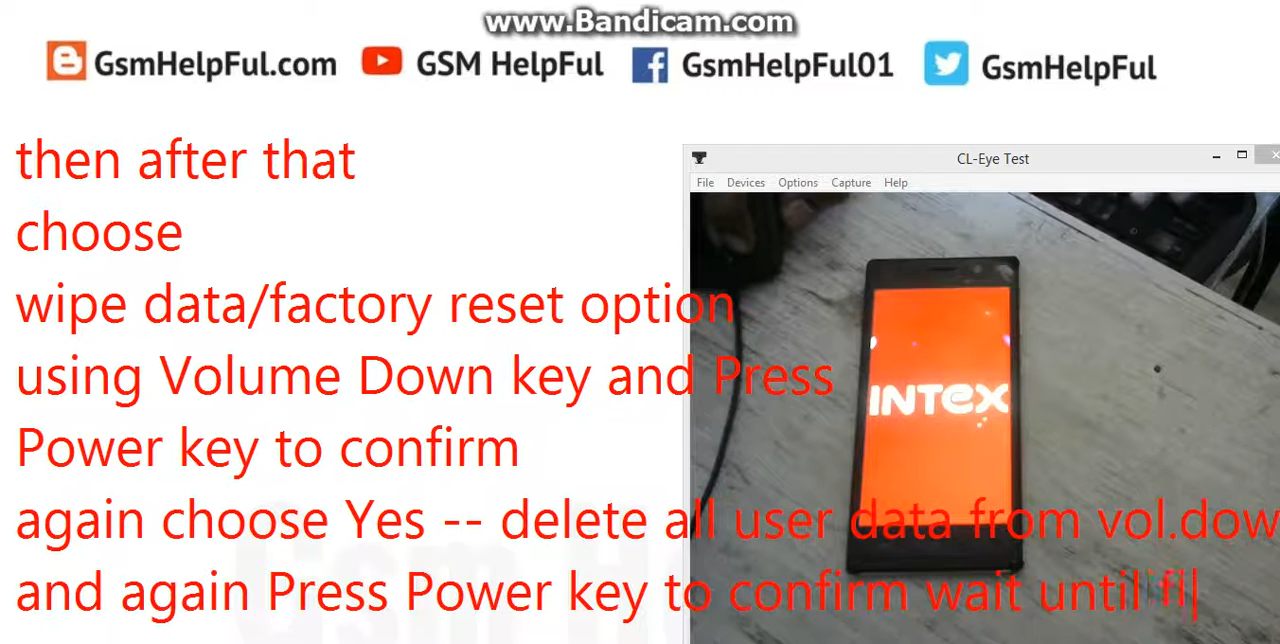 www.Bandicam.com
GsmHelpFul.com GSM HelpFul GsmHelpFul01 GsmHelpFul
then after that
CL-Eye Test
File Devices Options Capture Help
choose
wipe data/factory reset option
using Volume Down key and Press
INTEX
Power key to confirm
again choose Yes -- delete all user data from vol.dow
and again Press Power key to confirm wait until fi